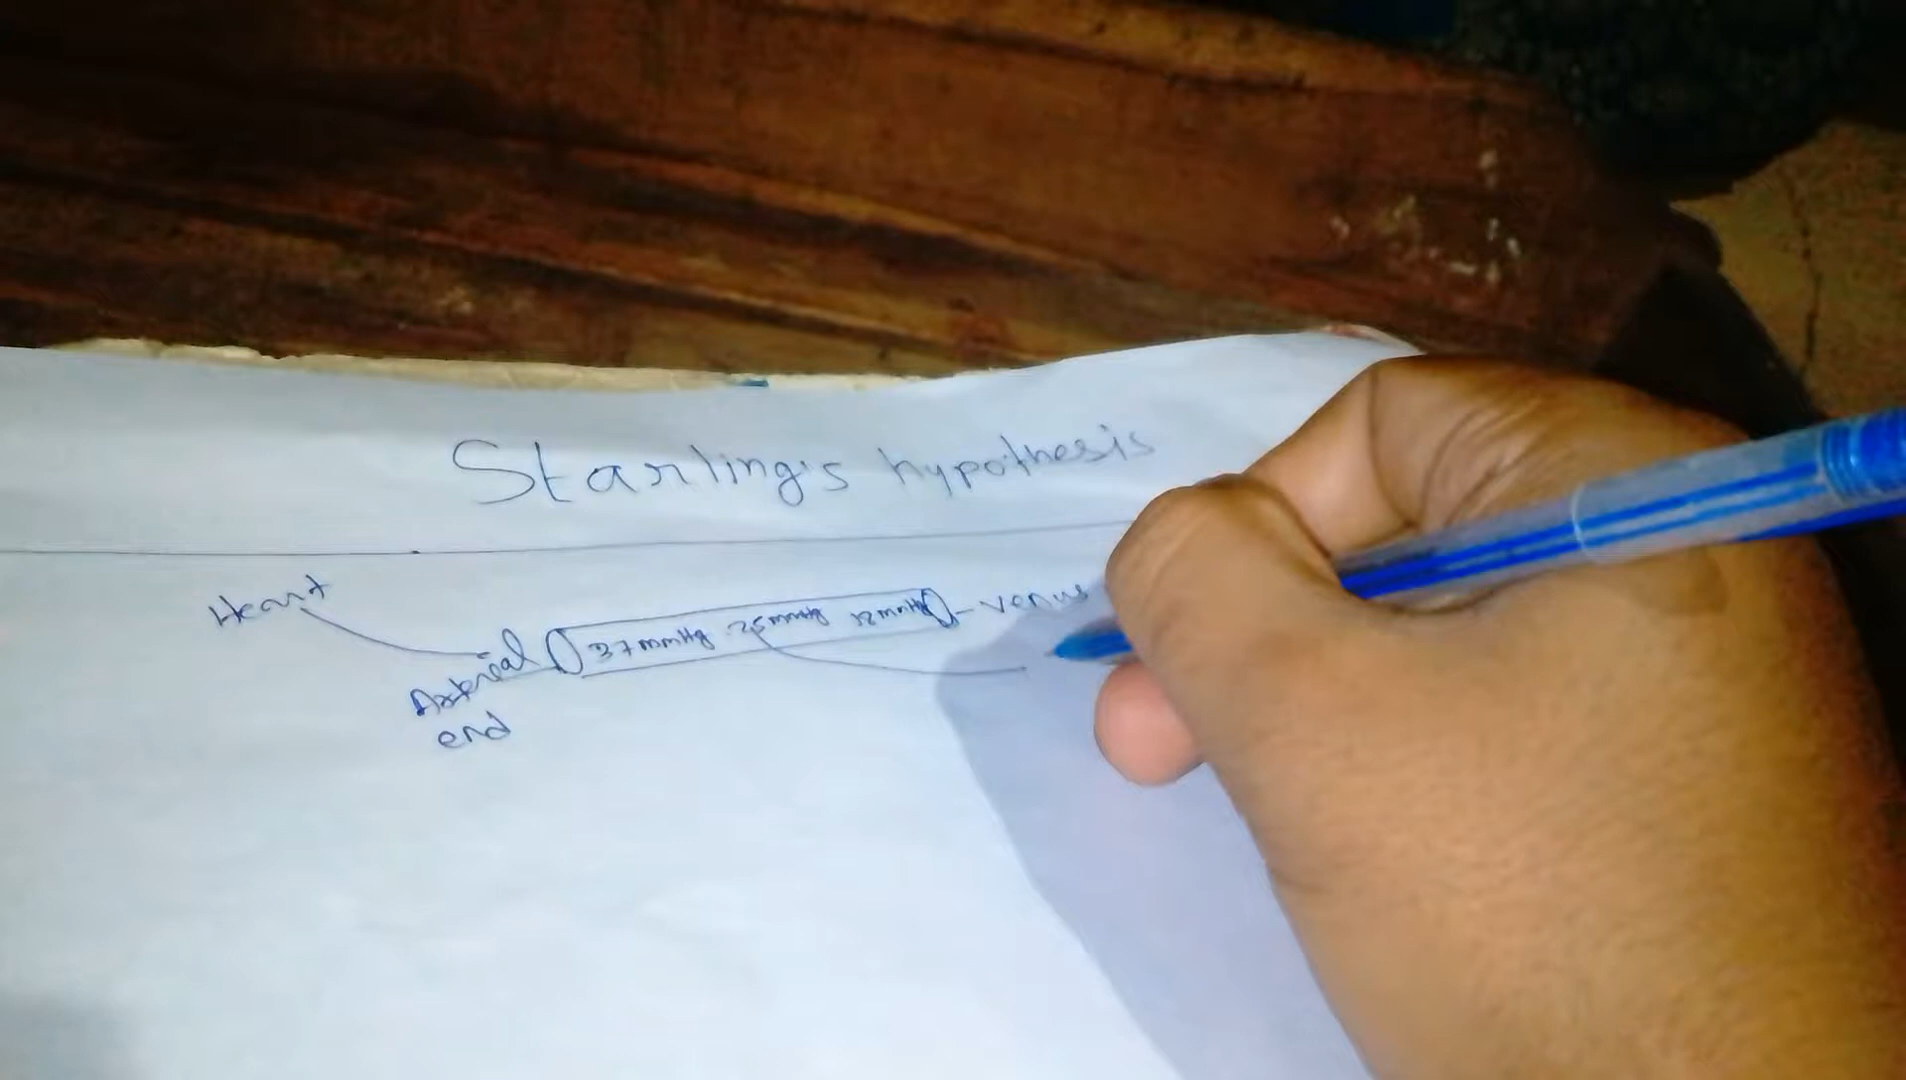 Starling's hypothesis
Heart
Arterial
end
37mmHg 25mmHg 12mmHg - venus